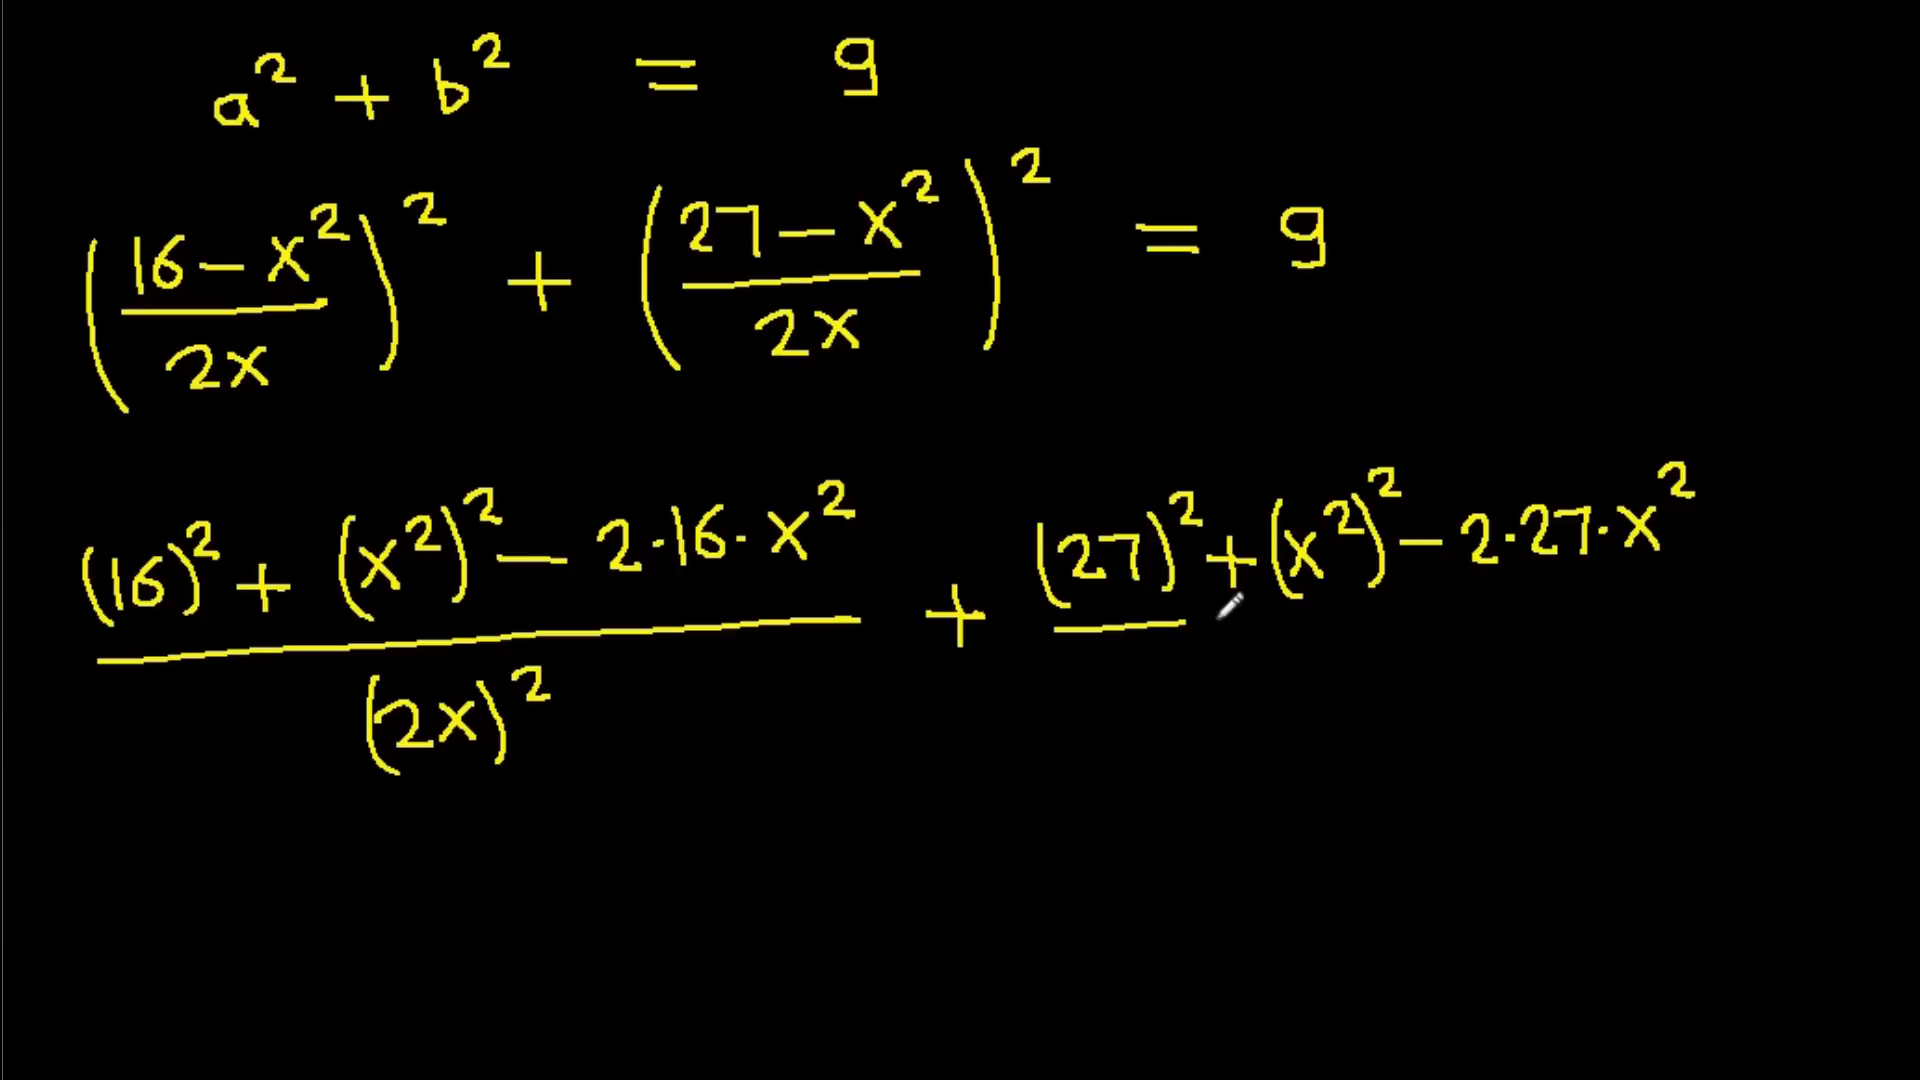 a² + b² = 9
((16 - x²)/(2x))² + ((27 - x²)/(2x))² = 9
((16)² + (x²)² - 2·16·x²)/((2x)²) + (27)² + (x²)² - 2·27·x²